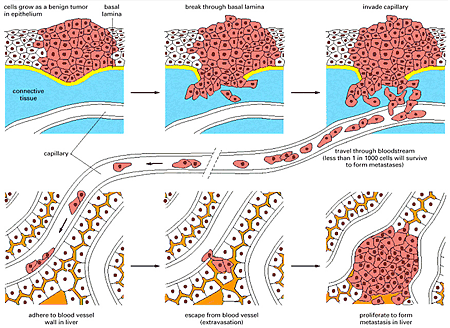 cells grow as a benign tumor
in epithelium
basal
lamina
break through basal lamina
invade capillary
connective
tissue
capillary
travel through bloodstream
(less than 1 in 1000 cells will survive
to form metastases)
adhere to blood vessel
wall in liver
escape from blood vessel
(extravasation)
proliferate to form
metastasis in liver